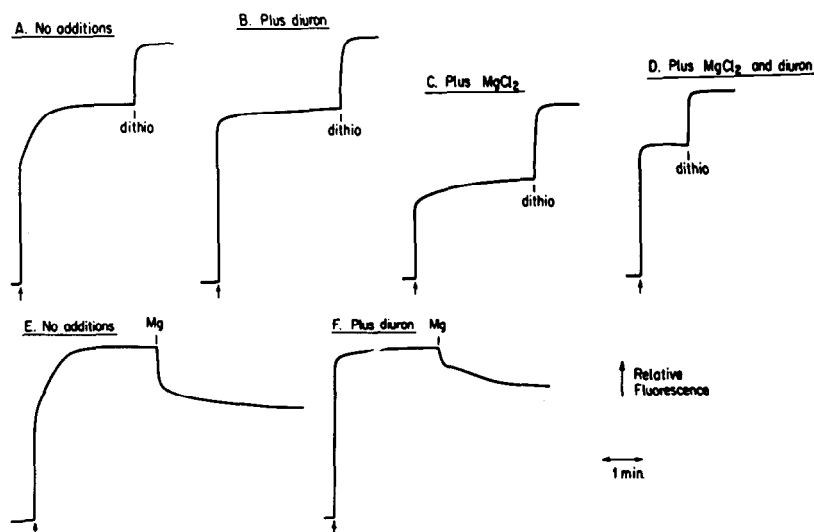 A. No additions
dithio
B. Plus diuron
dithio
C. Plus MgCl₂
dithio
D. Plus MgCl₂ and diuron
dithio
E. No additions
Mg
F. Plus diuron
Mg
Relative
Fluorescence
1 min.